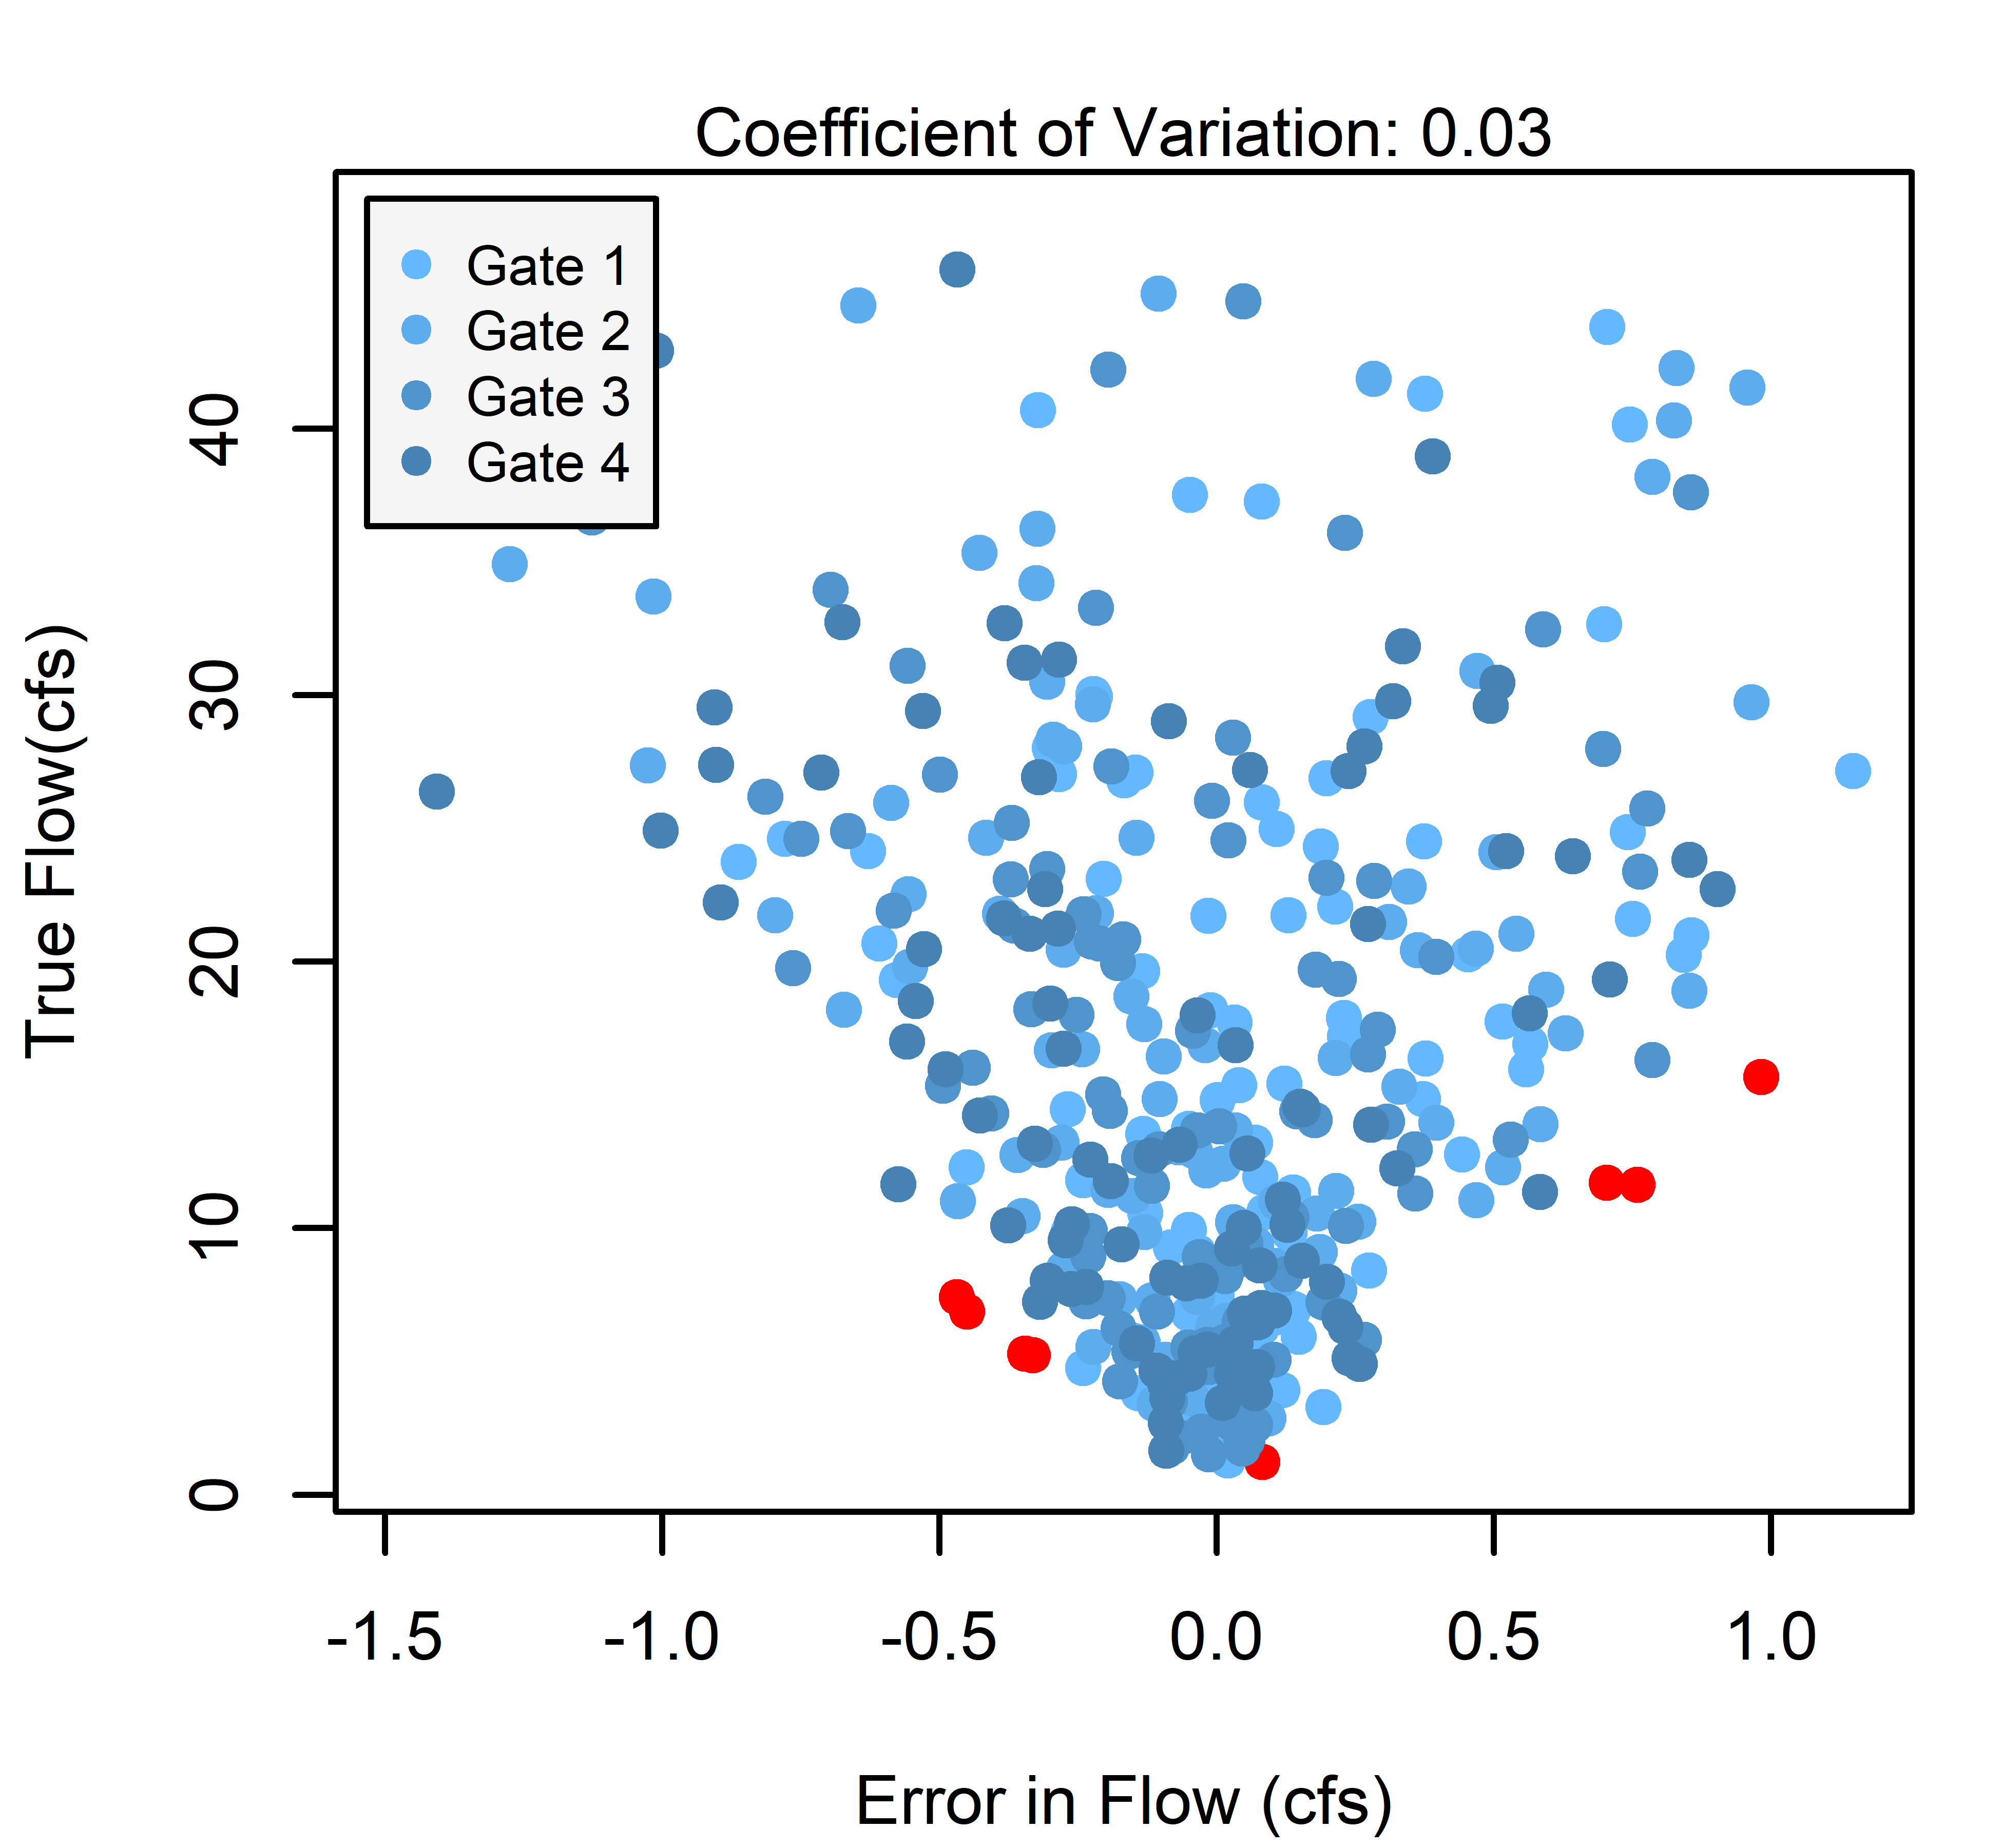 Coefficient of Variation: 0.03
Gate 1
Gate 2
Gate 3
Gate 4
True Flow(cfs)
40
30
20
10
0
-1.5 -1.0 -0.5 0.0 0.5 1.0
Error in Flow (cfs)